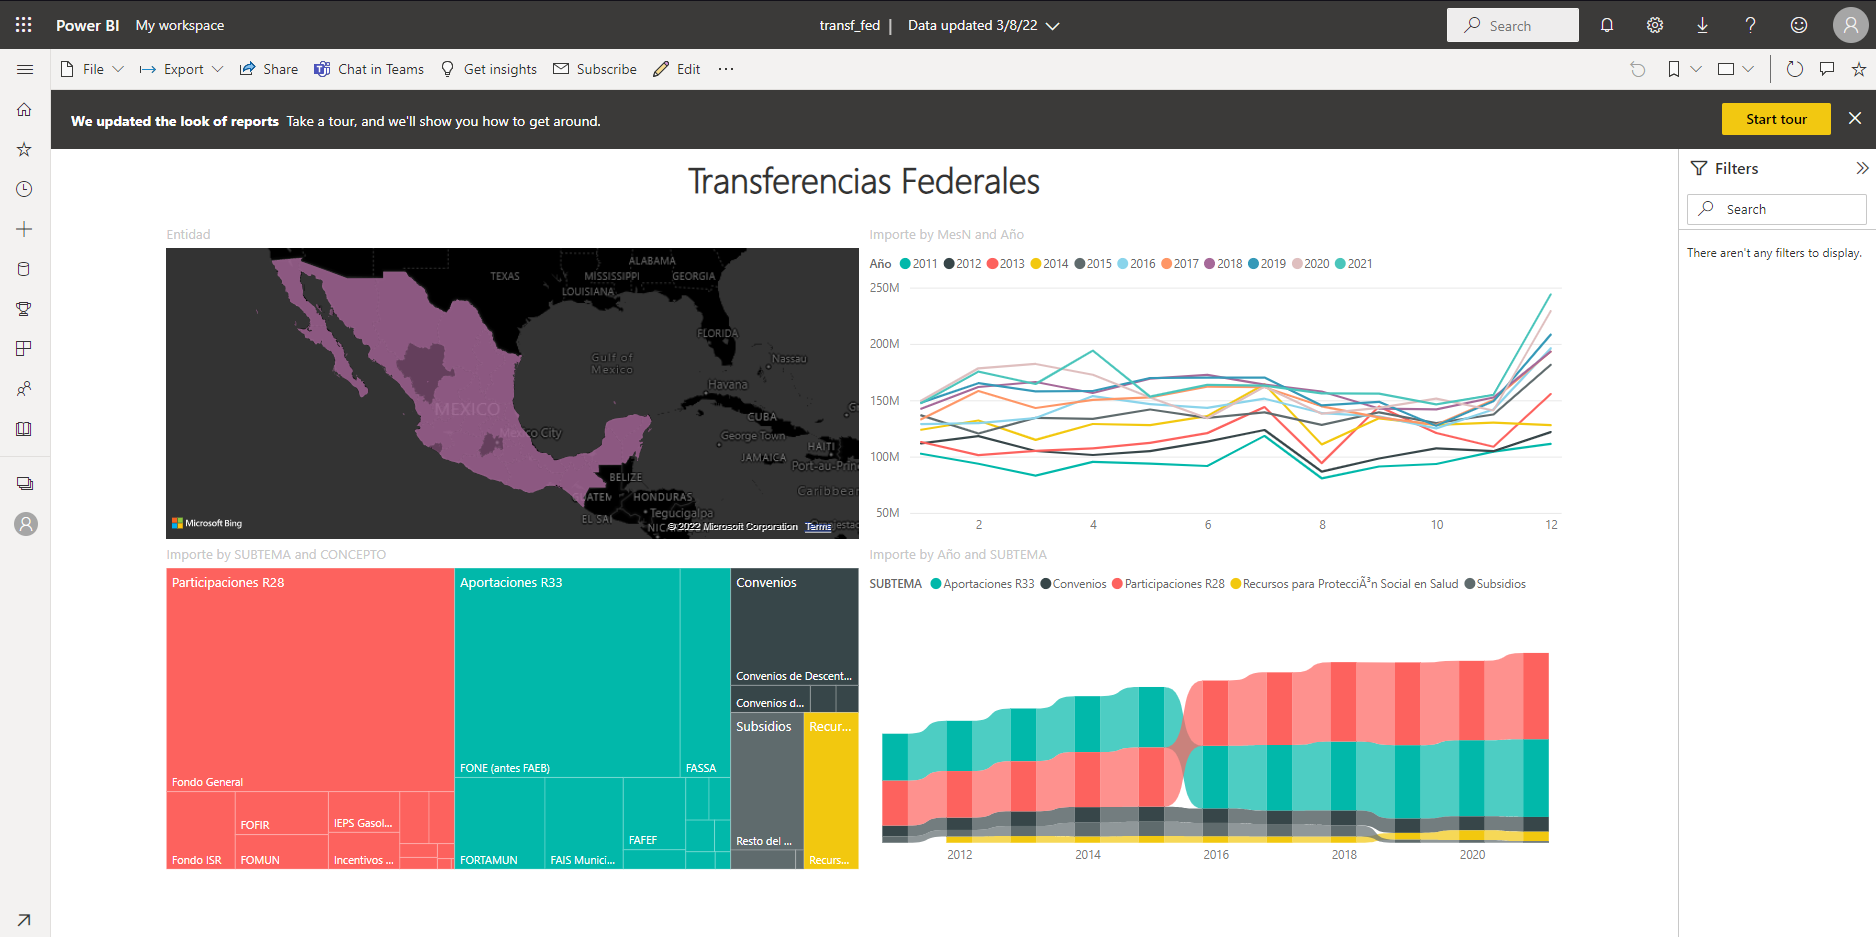 Power BI My workspace
transf_fed | Data updated 3/8/22
Search
File Export Share Chat in Teams Get insights Subscribe Edit ...
We updated the look of reports Take a tour, and we'll show you how to get around.
Start tour
Filters
Search
There aren't any filters to display.
Transferencias Federales
Entidad
TEXAS
ALABAMA
MISSISSIPPI
GEORGIA
LOUISIANA
FLORIDA
Gulf of
Mexico
Nassau
Havana
MEXICO
Mexico City
CUBA
George Town
HAITI
JAMAICA
Port-au-Prin
BELIZE
Caribbean
GUATEM
HONDURAS
EL SAL
Tegucigalpa
NIC
Microsoft Bing
© 2022 Microsoft Corporation Terms
Importe by MesN and Año
Año 2011 2012 2013 2014 2015 2016 2017 2018 2019 2020 2021
250M
200M
150M
100M
50M
2 4 6 8 10 12
Importe by SUBTEMA and CONCEPTO
Participaciones R28
Fondo General
FOFIR
IEPS Gasol...
Fondo ISR
FOMUN
Incentivos ...
Aportaciones R33
FONE (antes FAEB)
FASSA
FAFEF
FORTAMUN
FAIS Munici...
Convenios
Convenios de Descent...
Convenios d...
Subsidios
Resto del ...
Recur...
Recurs...
Importe by Año and SUBTEMA
SUBTEMA Aportaciones R33 Convenios Participaciones R28 Recursos para ProtecciÃ³n Social en Salud Subsidios
2012 2014 2016 2018 2020